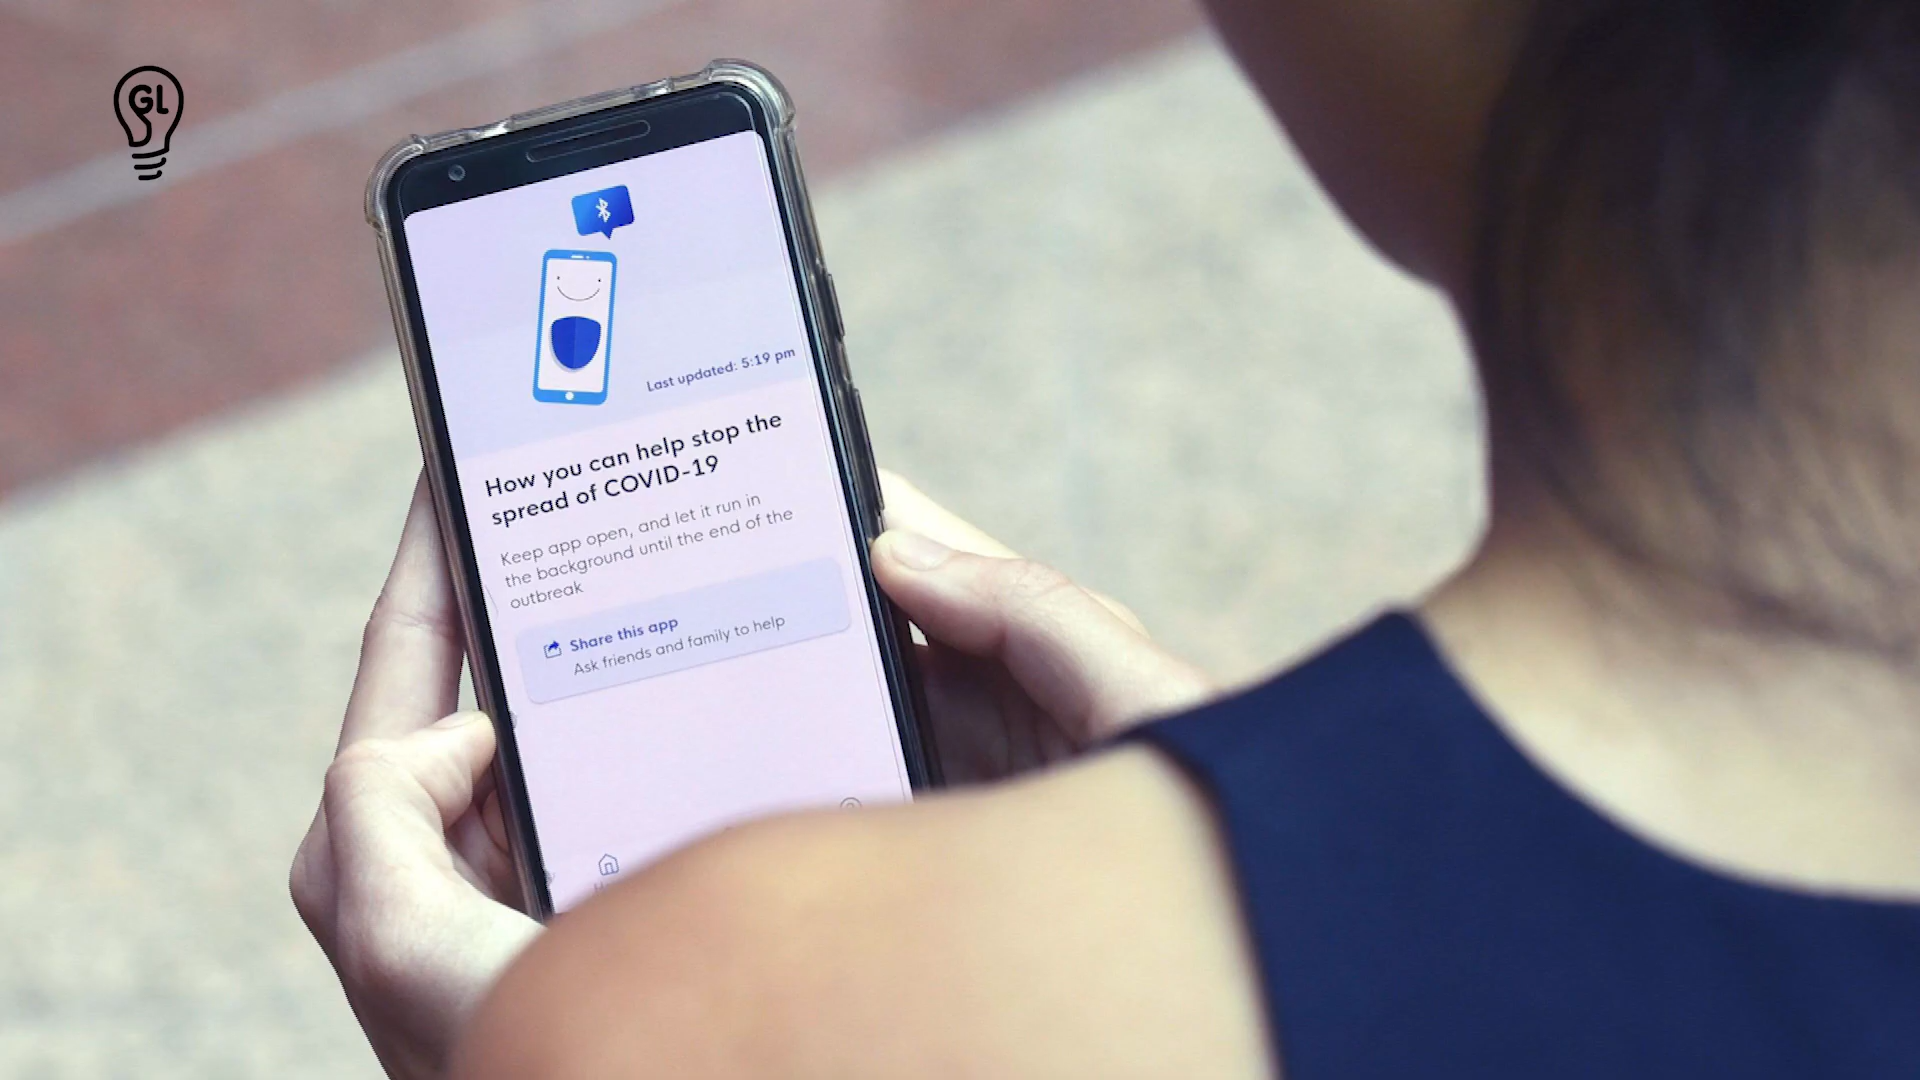 GL
Last updated: 5:19 pm
How you can help stop the
spread of COVID-19
Keep app open, and let it run in
the background until the end of the
outbreak
Share this app
Ask friends and family to help